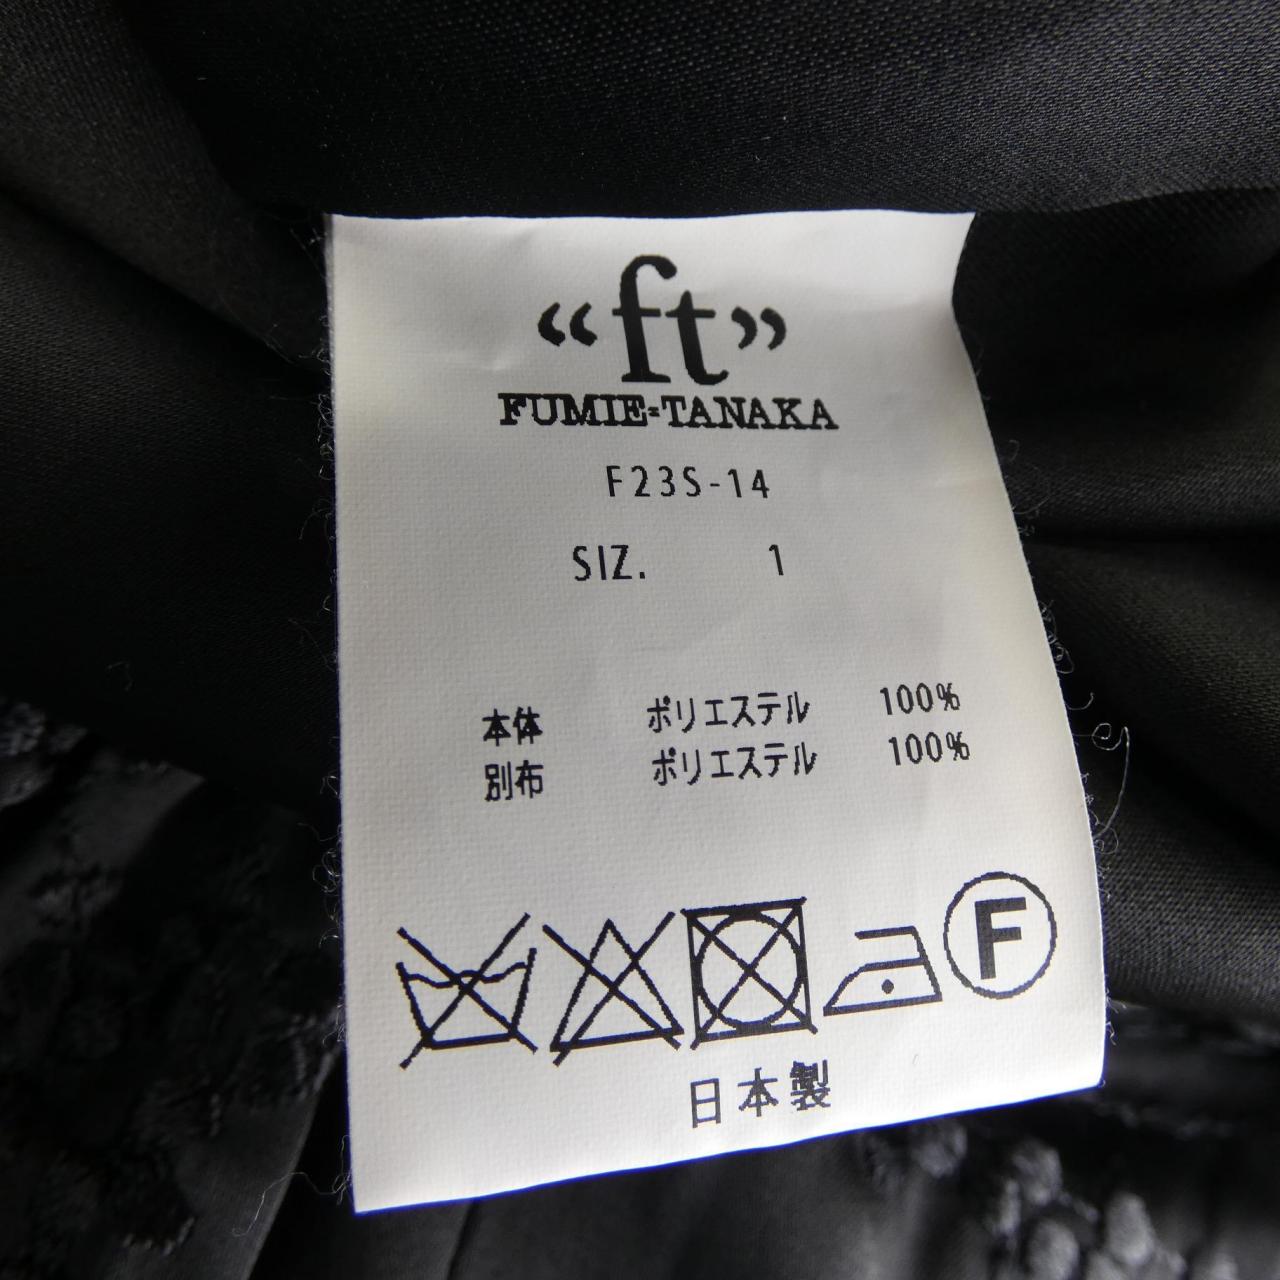 “ft”
FUMIE=TANAKA
F23S-14
SIZ. 1
本体 ポリエステル 100%
別布 ポリエステル 100%
F
日本製